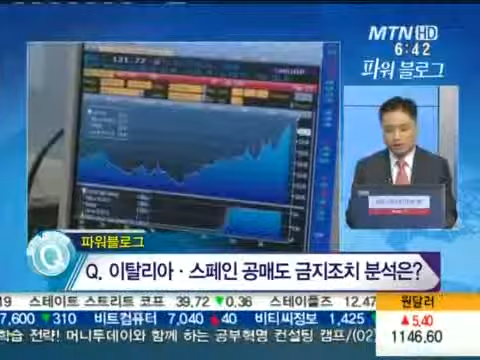 MTN HD
6:42
파워 블로그
121.77
파워블로그
Q. 이탈리아 · 스페인 공매도 금지조치 분석은?
19 스테이트 스트리트 코프 39.72 ▼0.36 스테이플즈 12.47
원달러
7,600 ▼310 비트컴퓨터 7,040 ▲40 비티씨정보 1,425
▲5.40
학습 전략! 머니투데이와 함께 하는 공부혁명 컨설팅 캠프/(02)
1146.60